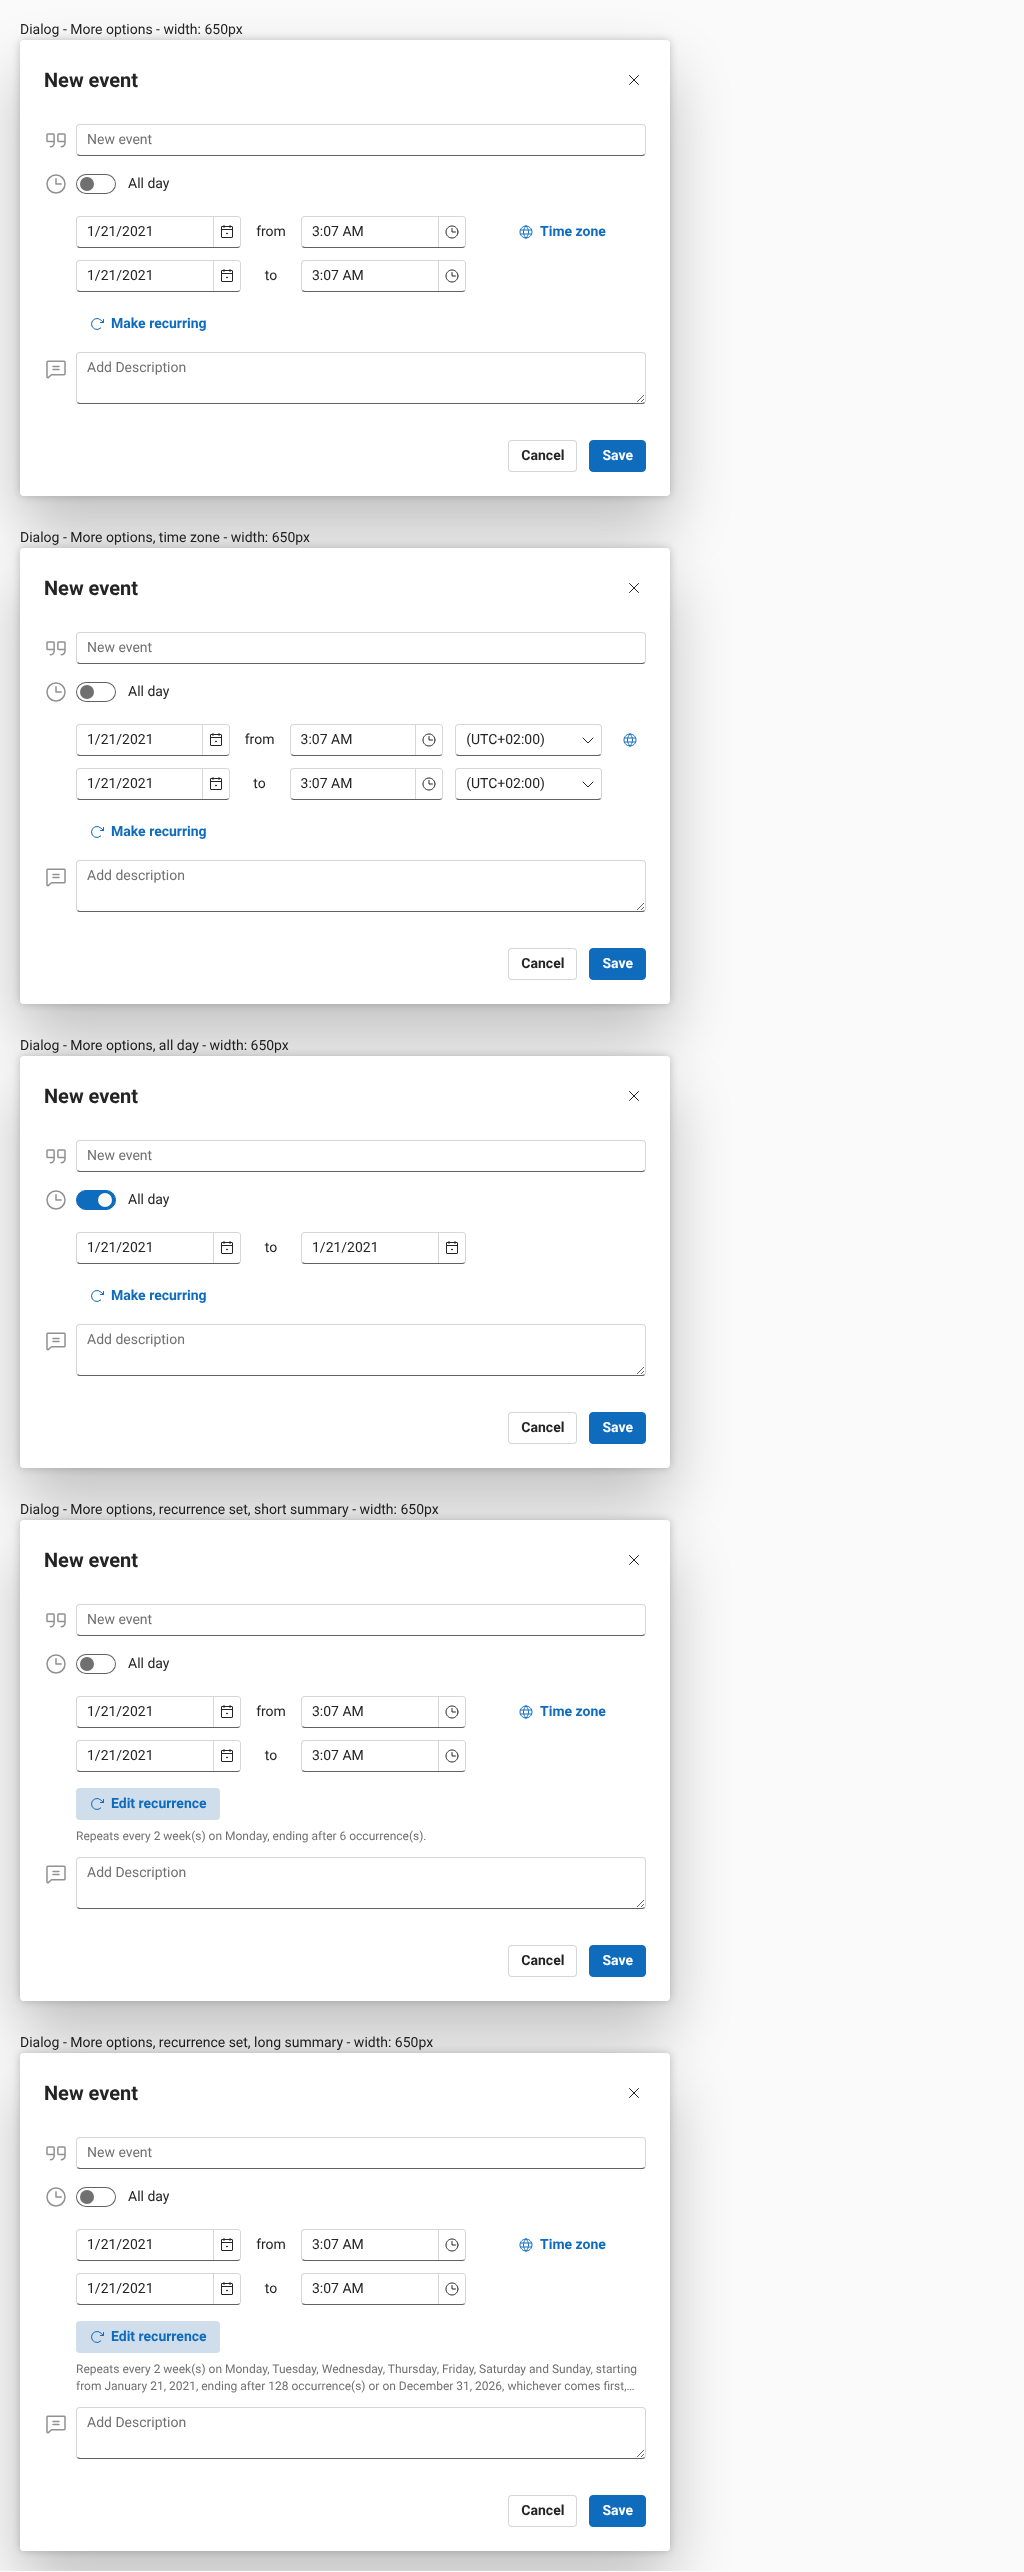 Dialog - More options - width: 650px
New event
New event
All day
1/21/2021 from 3:07 AM Time zone
1/21/2021 to 3:07 AM
Make recurring
Add Description
Cancel Save
Dialog - More options, time zone - width: 650px
New event
New event
All day
1/21/2021 from 3:07 AM (UTC+02:00)
1/21/2021 to 3:07 AM (UTC+02:00)
Make recurring
Add description
Cancel Save
Dialog - More options, all day - width: 650px
New event
New event
All day
1/21/2021 to 1/21/2021
Make recurring
Add description
Cancel Save
Dialog - More options, recurrence set, short summary - width: 650px
New event
New event
All day
1/21/2021 from 3:07 AM Time zone
1/21/2021 to 3:07 AM
Edit recurrence
Repeats every 2 week(s) on Monday, ending after 6 occurrence(s).
Add Description
Cancel Save
Dialog - More options, recurrence set, long summary - width: 650px
New event
New event
All day
1/21/2021 from 3:07 AM Time zone
1/21/2021 to 3:07 AM
Edit recurrence
Repeats every 2 week(s) on Monday, Tuesday, Wednesday, Thursday, Friday, Saturday and Sunday, starting
from January 21, 2021, ending after 128 occurrence(s) or on December 31, 2026, whichever comes first,...
Add Description
Cancel Save